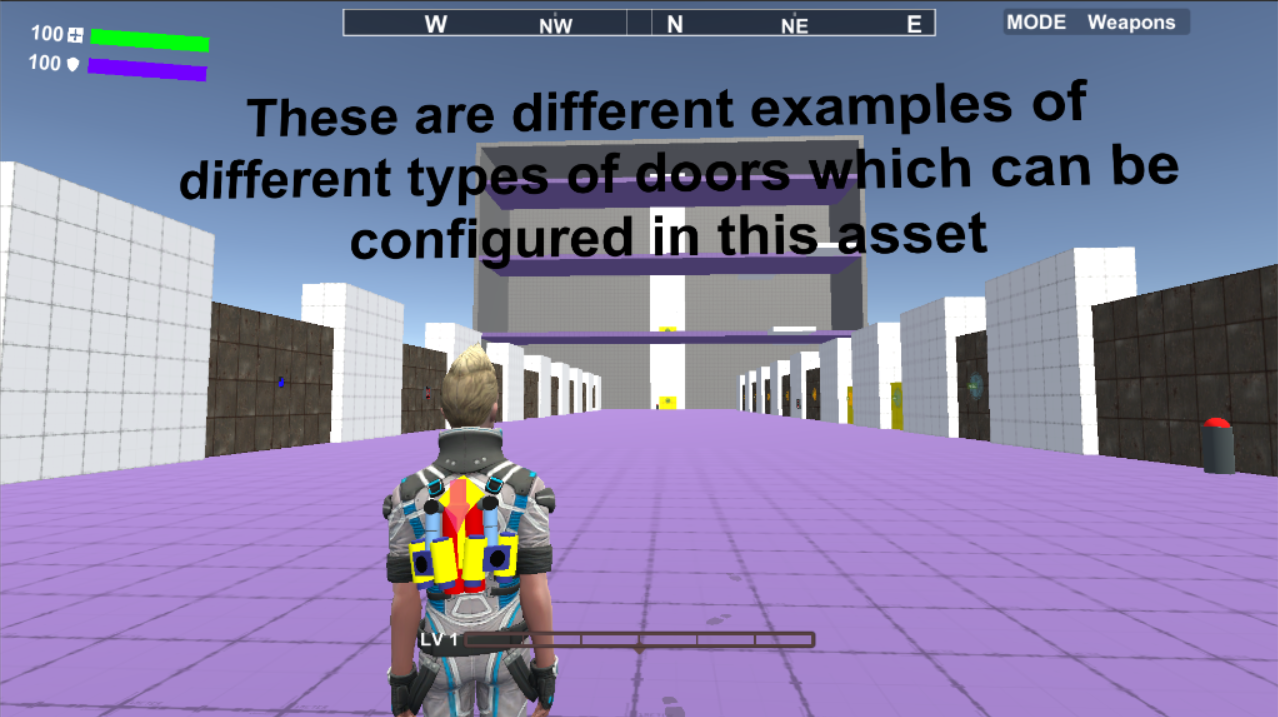 100
100
W NW N NE E
MODE Weapons
These are different examples of
different types of doors which can be
configured in this asset
LV 1